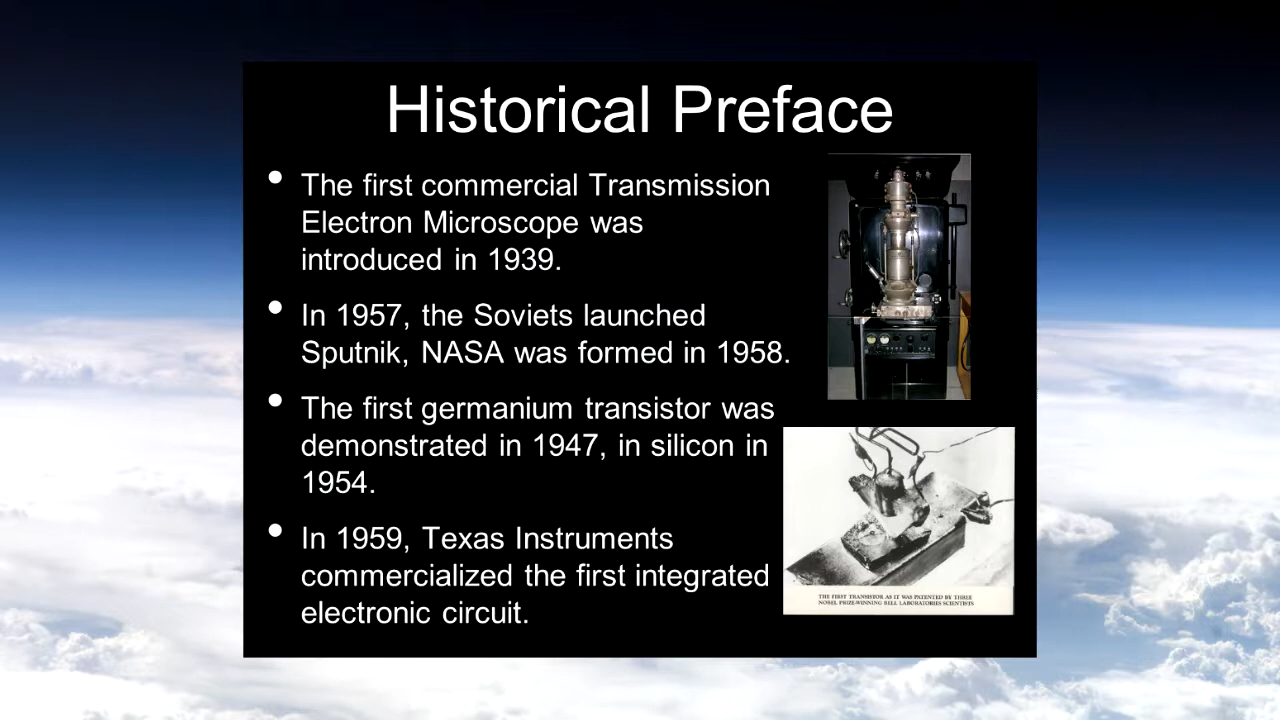 Historical Preface
• The first commercial Transmission
Electron Microscope was
introduced in 1939.
• In 1957, the Soviets launched
Sputnik, NASA was formed in 1958.
• The first germanium transistor was
demonstrated in 1947, in silicon in
1954.
• In 1959, Texas Instruments
commercialized the first integrated
electronic circuit.
THE FIRST TRANSISTOR AS IT WAS PATENTED BY THREE
NOBEL PRIZE-WINNING BELL LABORATORIES SCIENTISTS